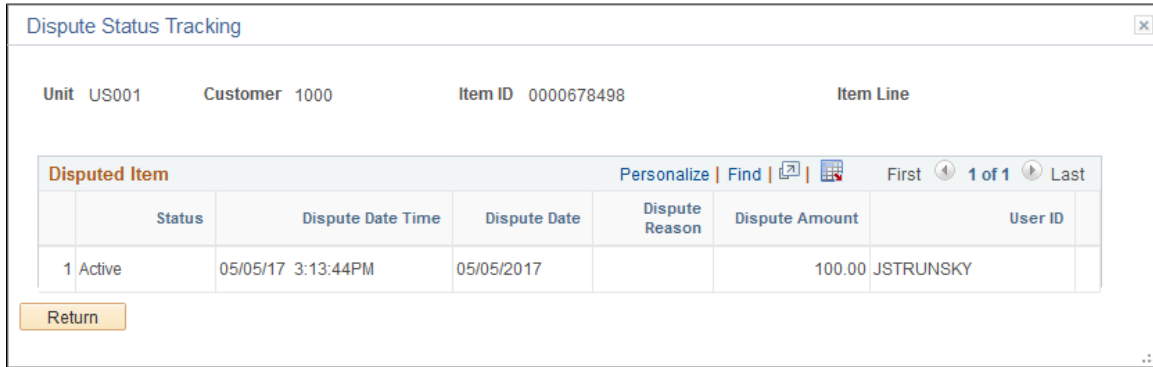 Dispute Status Tracking
Unit US001 Customer 1000 Item ID 0000678498 Item Line
Disputed Item Personalize | Find | | First 1 of 1 Last
Status Dispute Date Time Dispute Date Dispute Reason Dispute Amount User ID
1 Active 05/05/17 3:13:44PM 05/05/2017 100.00 JSTRUNSKY
Return